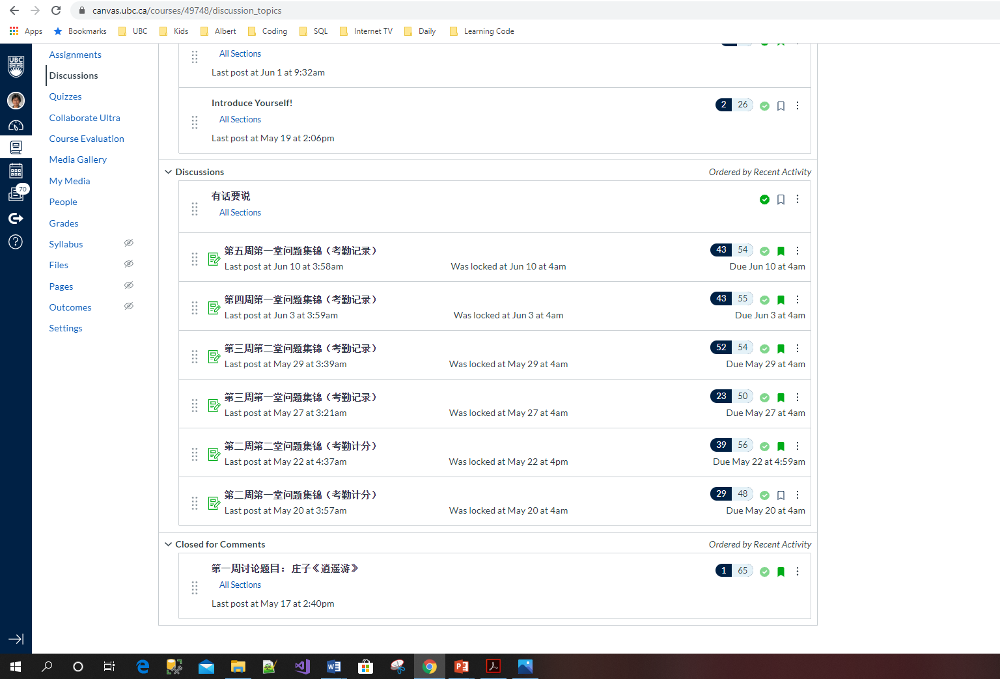 canvas.ubc.ca/courses/49748/discussion_topics
Apps Bookmarks UBC Kids Albert Coding SQL Internet TV Daily Learning Code
UBC
70
Assignments
Discussions
Quizzes
Collaborate Ultra
Course Evaluation
Media Gallery
My Media
People
Grades
Syllabus
Files
Pages
Outcomes
Settings
All Sections
Last post at Jun 1 at 9:32am
Introduce Yourself!
2 26
All Sections
Last post at May 19 at 2:06pm
Discussions Ordered by Recent Activity
有话要说
All Sections
第五周第一堂问题集锦（考勤记录） 43 54
Last post at Jun 10 at 3:58am Was locked at Jun 10 at 4am Due Jun 10 at 4am
第四周第一堂问题集锦（考勤记录） 43 55
Last post at Jun 3 at 3:59am Was locked at Jun 3 at 4am Due Jun 3 at 4am
第三周第二堂问题集锦（考勤记录） 52 54
Last post at May 29 at 3:39am Was locked at May 29 at 4am Due May 29 at 4am
第三周第一堂问题集锦（考勤记录） 23 50
Last post at May 27 at 3:21am Was locked at May 27 at 4am Due May 27 at 4am
第二周第二堂问题集锦（考勤计分） 39 56
Last post at May 22 at 4:37am Was locked at May 22 at 4pm Due May 22 at 4:59am
第二周第一堂问题集锦（考勤计分） 29 48
Last post at May 20 at 3:57am Was locked at May 20 at 4am Due May 20 at 4am
Closed for Comments Ordered by Recent Activity
第一周讨论题目：庄子《逍遥游》 1 65
All Sections
Last post at May 17 at 2:40pm